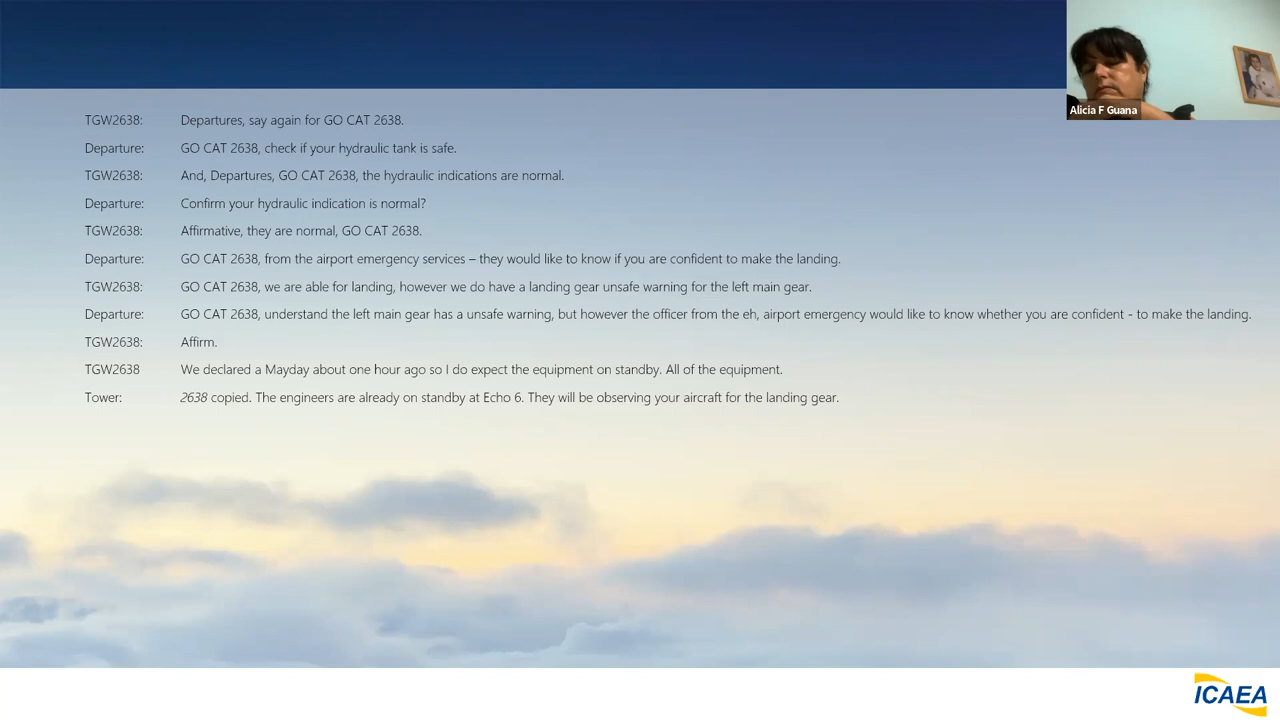 Alicia F Guana
TGW2638: Departures, say again for GO CAT 2638.
Departure: GO CAT 2638, check if your hydraulic tank is safe.
TGW2638: And, Departures, GO CAT 2638, the hydraulic indications are normal.
Departure: Confirm your hydraulic indication is normal?
TGW2638: Affirmative, they are normal, GO CAT 2638.
Departure: GO CAT 2638, from the airport emergency services – they would like to know if you are confident to make the landing.
TGW2638: GO CAT 2638, we are able for landing, however we do have a landing gear unsafe warning for the left main gear.
Departure: GO CAT 2638, understand the left main gear has a unsafe warning, but however the officer from the eh, airport emergency would like to know whether you are confident - to make the landing.
TGW2638: Affirm.
TGW2638 We declared a Mayday about one hour ago so I do expect the equipment on standby. All of the equipment.
Tower: 2638 copied. The engineers are already on standby at Echo 6. They will be observing your aircraft for the landing gear.
ICAEA